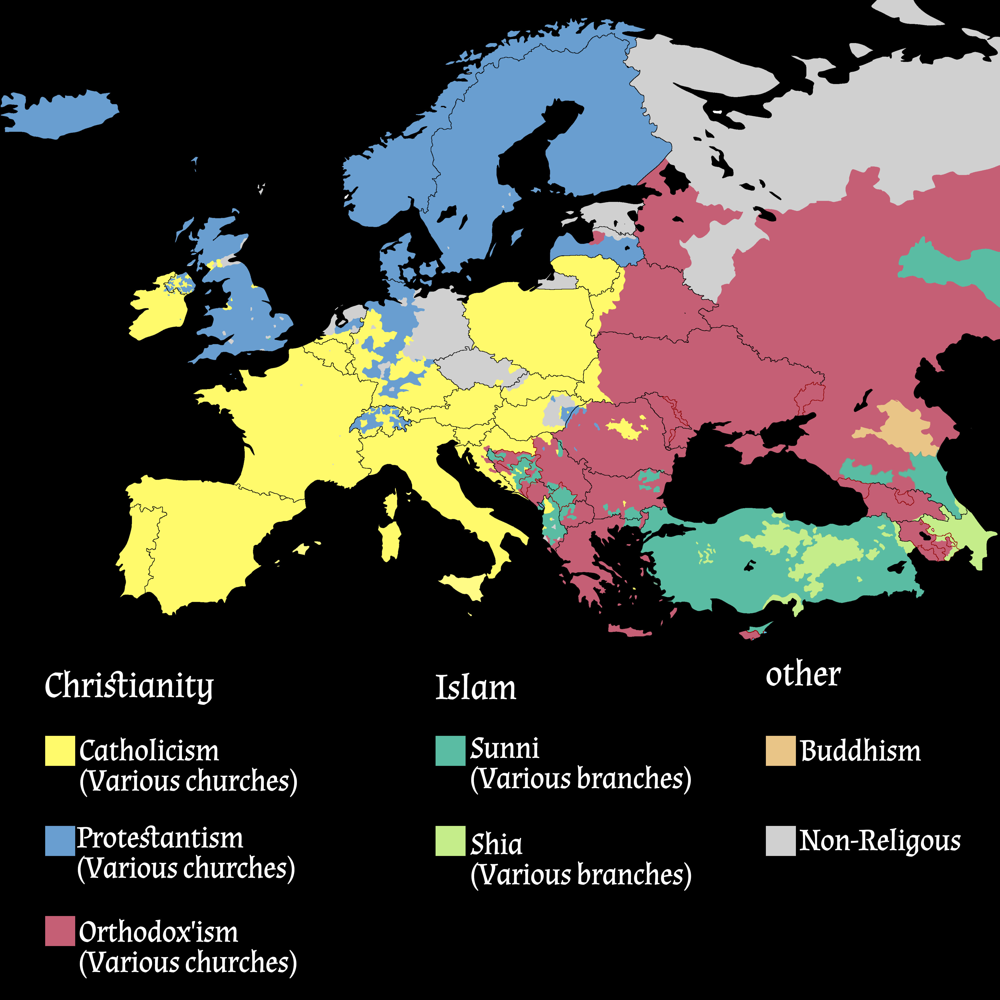 Christianity
Catholicism
(Various churches)
Protestantism
(Various churches)
Orthodox'ism
(Various churches)
Islam
Sunni
(Various branches)
Shia
(Various branches)
other
Buddhism
Non-Religous